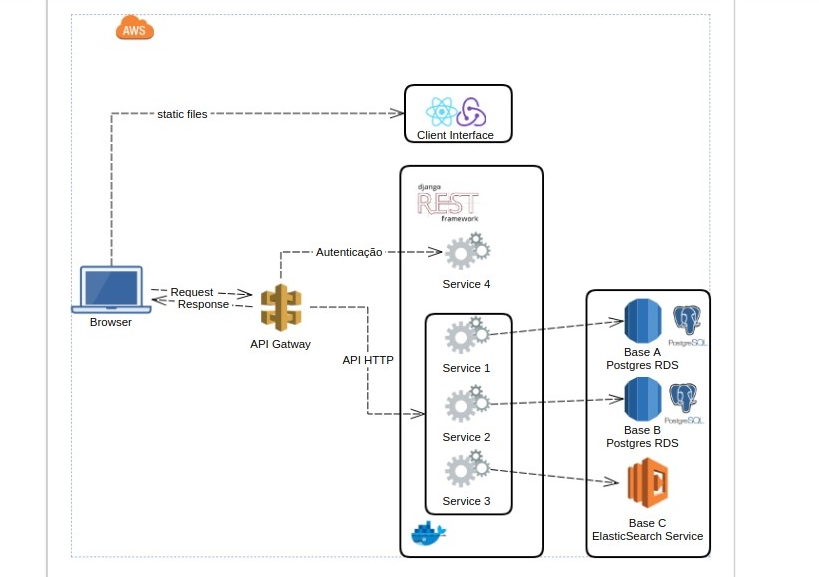 AWS
static files
Client Interface
django
REST
framework
Autenticação
Service 4
Request
Response
Browser
API Gatway
API HTTP
Service 1
Service 2
Service 3
PostgreSQL
Base A
Postgres RDS
PostgreSQL
Base B
Postgres RDS
Base C
ElasticSearch Service